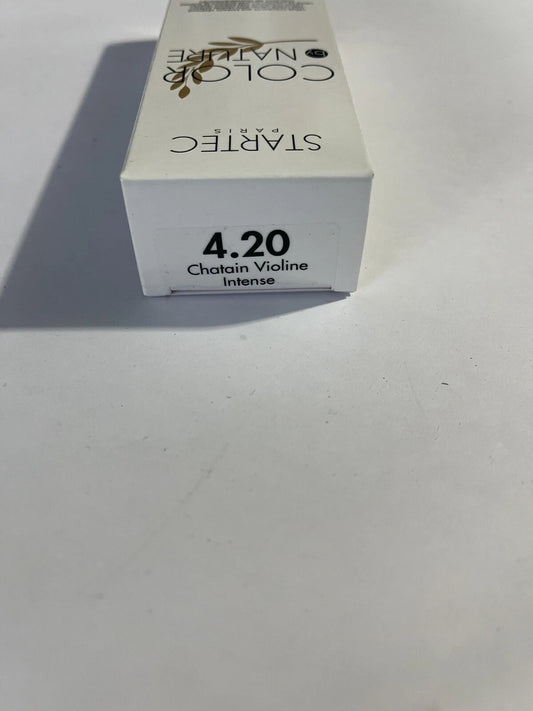 COLOR
BY NATURE
STARTEC
PARIS
4.20
Chatain Violine
Intense